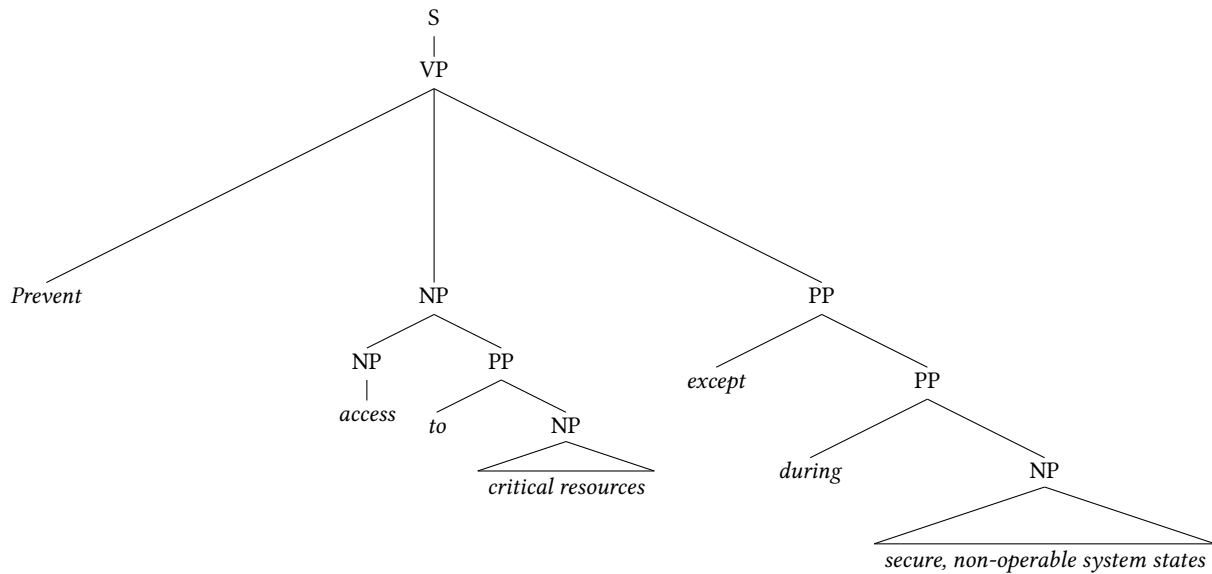 S
VP
Prevent NP PP
NP PP
except PP
access
to NP
during NP
critical resources
secure, non-operable system states